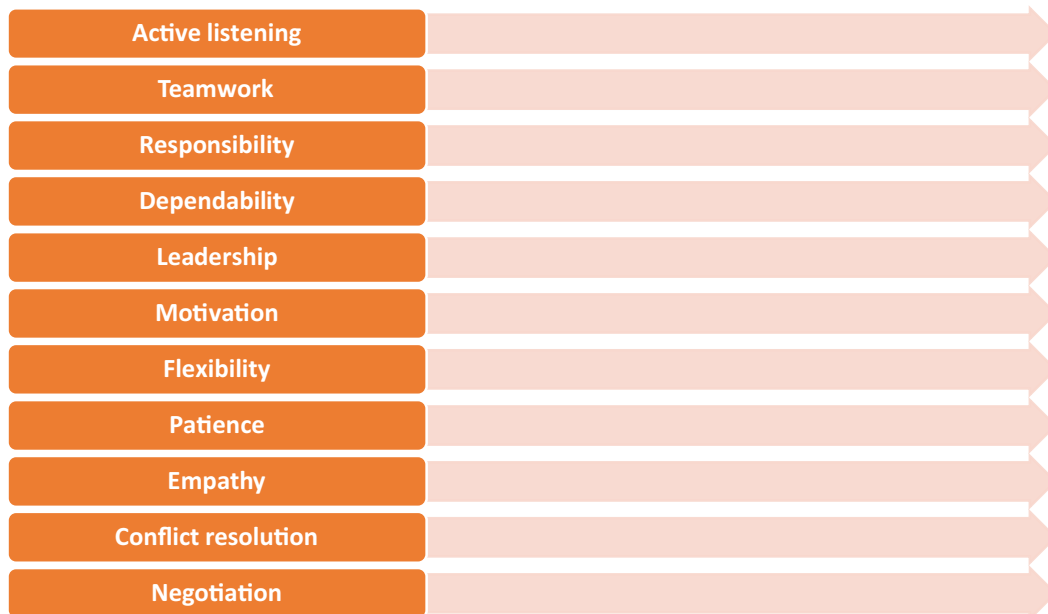 Active listening
Teamwork
Responsibility
Dependability
Leadership
Motivation
Flexibility
Patience
Empathy
Conflict resolution
Negotiation